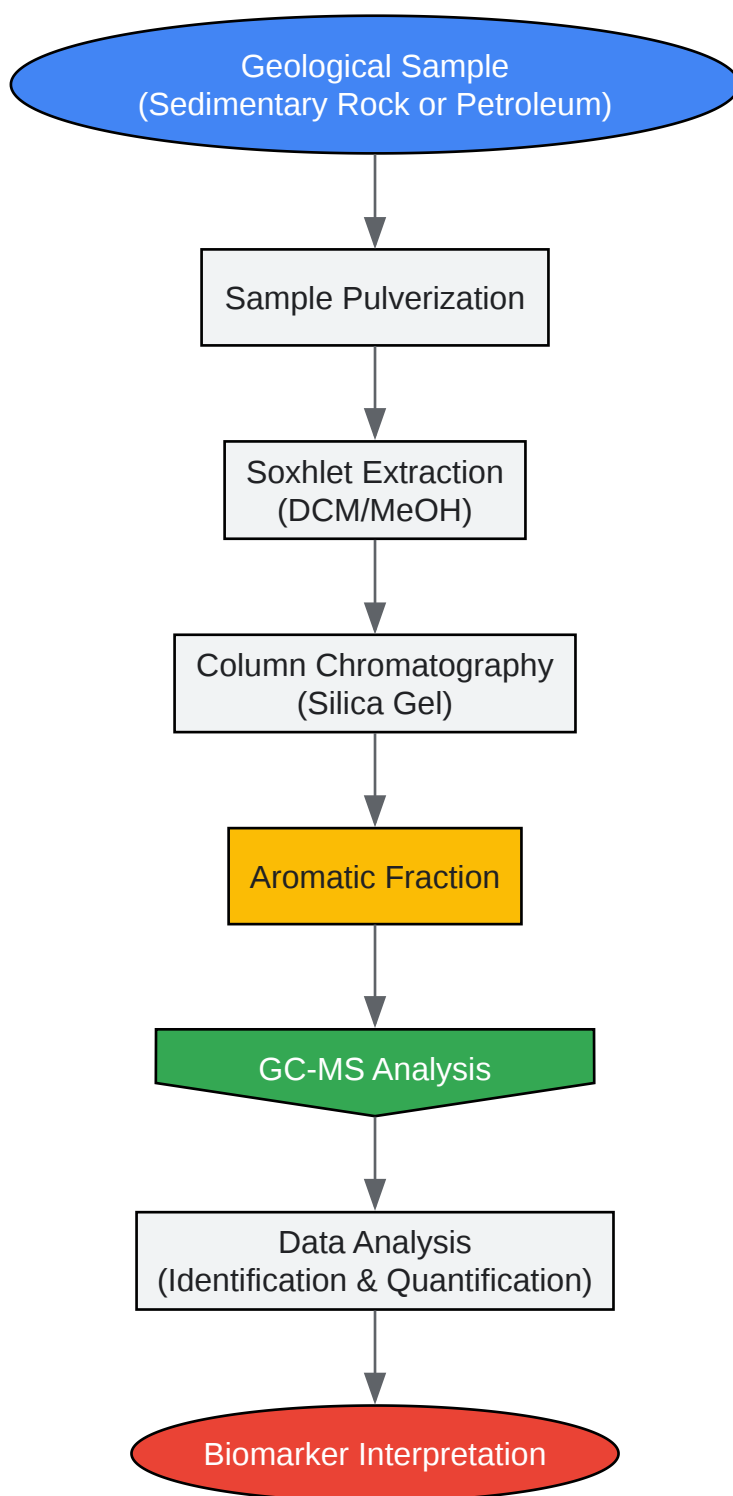 Geological Sample
(Sedimentary Rock or Petroleum)
Sample Pulverization
Soxhlet Extraction
(DCM/MeOH)
Column Chromatography
(Silica Gel)
Aromatic Fraction
GC-MS Analysis
Data Analysis
(Identification & Quantification)
Biomarker Interpretation